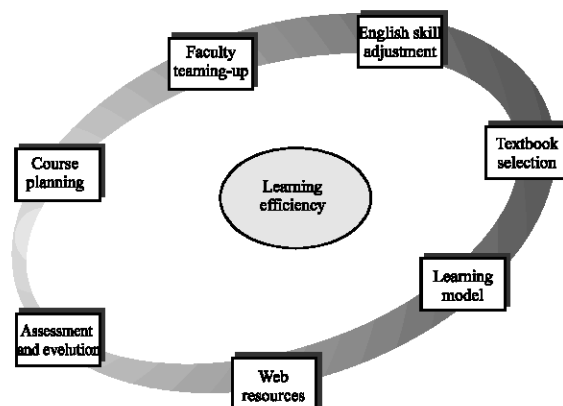 English skill
adjustment
Faculty
teaming-up
Textbook
selection
Course
planning
Learning
efficiency
Learning
model
Assessment
and evelution
Web
resources